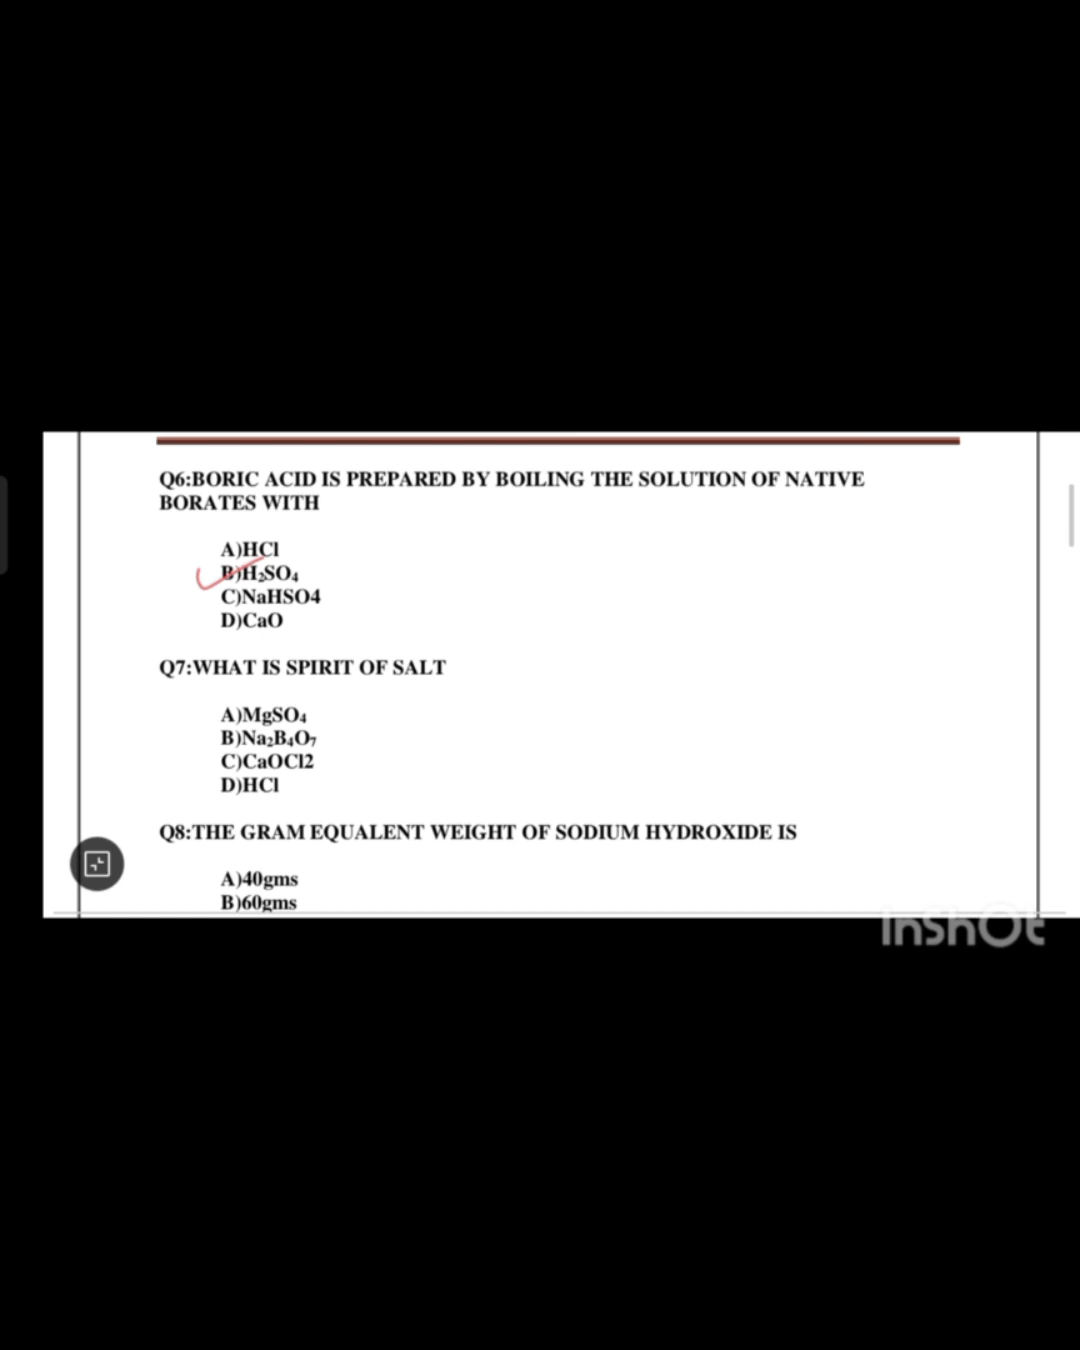 Q6:BORIC ACID IS PREPARED BY BOILING THE SOLUTION OF NATIVE
BORATES WITH
A)HCl
B)H₂SO₄
C)NaHSO4
D)CaO
Q7:WHAT IS SPIRIT OF SALT
A)MgSO₄
B)Na₂B₄O₇
C)CaOCl2
D)HCl
Q8:THE GRAM EQUALENT WEIGHT OF SODIUM HYDROXIDE IS
A)40gms
B)60gms
InShOt